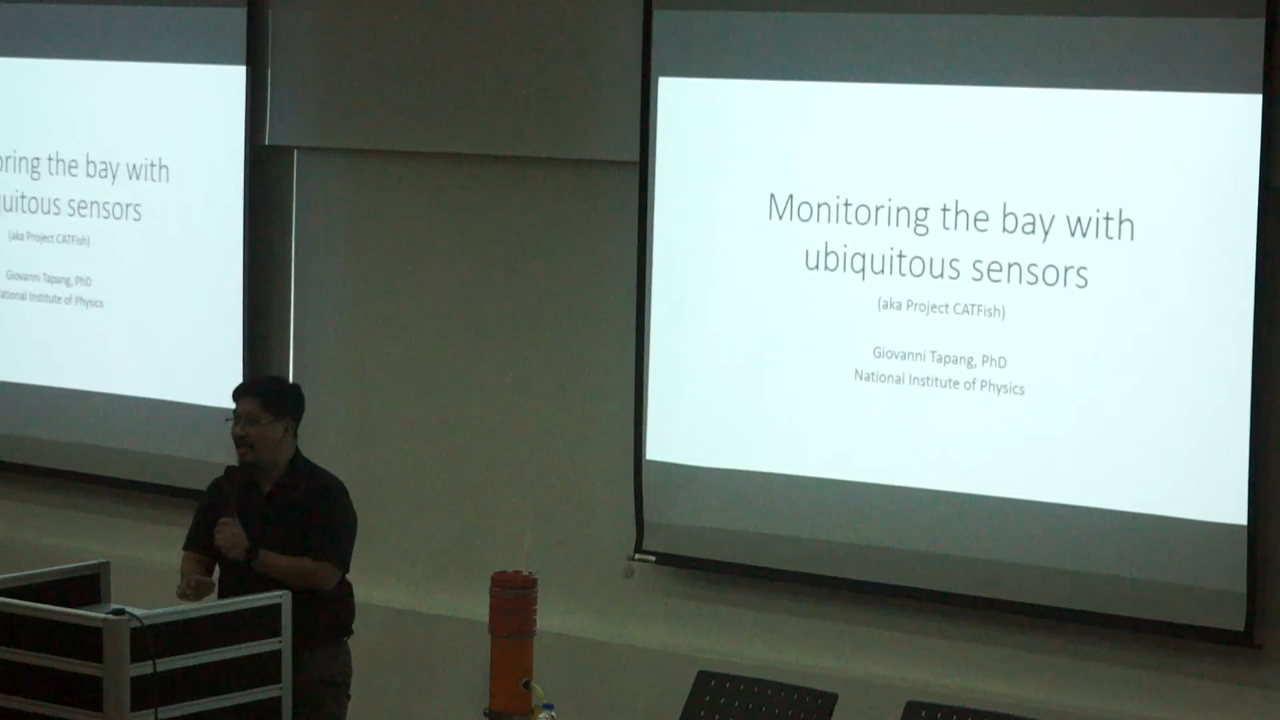 oring the bay with
uitous sensors
(aka Project CATFish)
Giovanni Tapang, PhD
ational Institute of Physics
Monitoring the bay with
ubiquitous sensors
(aka Project CATFish)
Giovanni Tapang, PhD
National Institute of Physics